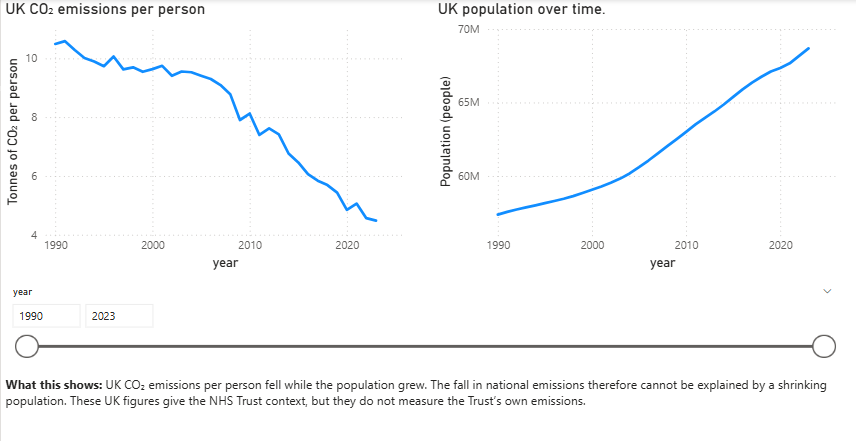 UK CO₂ emissions per person
Tonnes of CO₂ per person
10
8
6
4
1990
2000
2010
2020
year
UK population over time.
Population (people)
70M
65M
60M
1990
2000
2010
2020
year
year
1990
2023
What this shows: UK CO₂ emissions per person fell while the population grew. The fall in national emissions therefore cannot be explained by a shrinking
population. These UK figures give the NHS Trust context, but they do not measure the Trust’s own emissions.